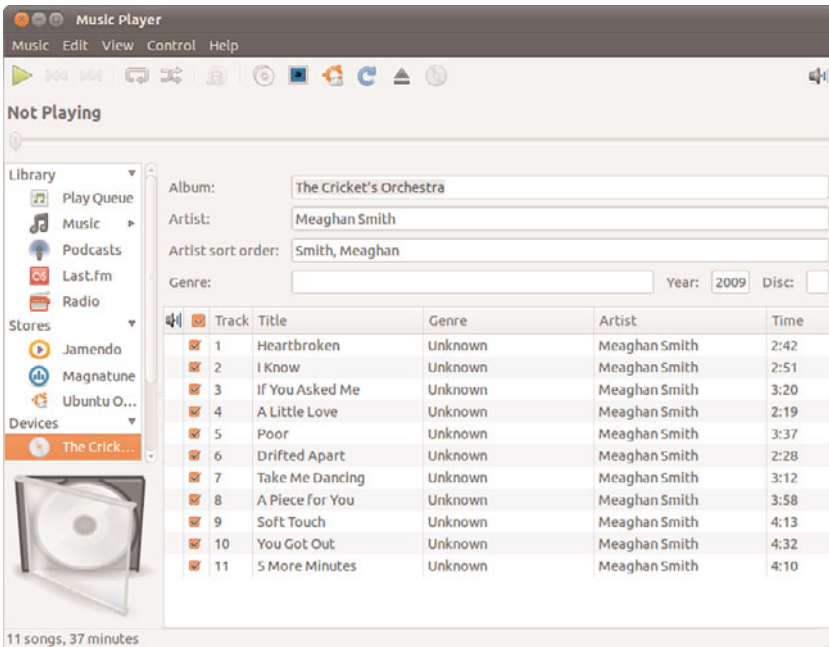 Music Player
Music Edit View Control Help
Not Playing
Library
Play Queue
Music
Podcasts
Last.fm
Radio
Stores
Jamendo
Magnatune
Ubuntu O...
Devices
The Crick...
Album: The Cricket's Orchestra
Artist: Meaghan Smith
Artist sort order: Smith, Meaghan
Genre: Year: 2009 Disc:
Track Title Genre Artist Time
1 Heartbroken Unknown Meaghan Smith 2:42
2 I Know Unknown Meaghan Smith 2:51
3 If You Asked Me Unknown Meaghan Smith 3:20
4 A Little Love Unknown Meaghan Smith 2:19
5 Poor Unknown Meaghan Smith 3:37
6 Drifted Apart Unknown Meaghan Smith 2:28
7 Take Me Dancing Unknown Meaghan Smith 3:12
8 A Piece for You Unknown Meaghan Smith 3:58
9 Soft Touch Unknown Meaghan Smith 4:13
10 You Got Out Unknown Meaghan Smith 4:32
11 5 More Minutes Unknown Meaghan Smith 4:10
11 songs, 37 minutes